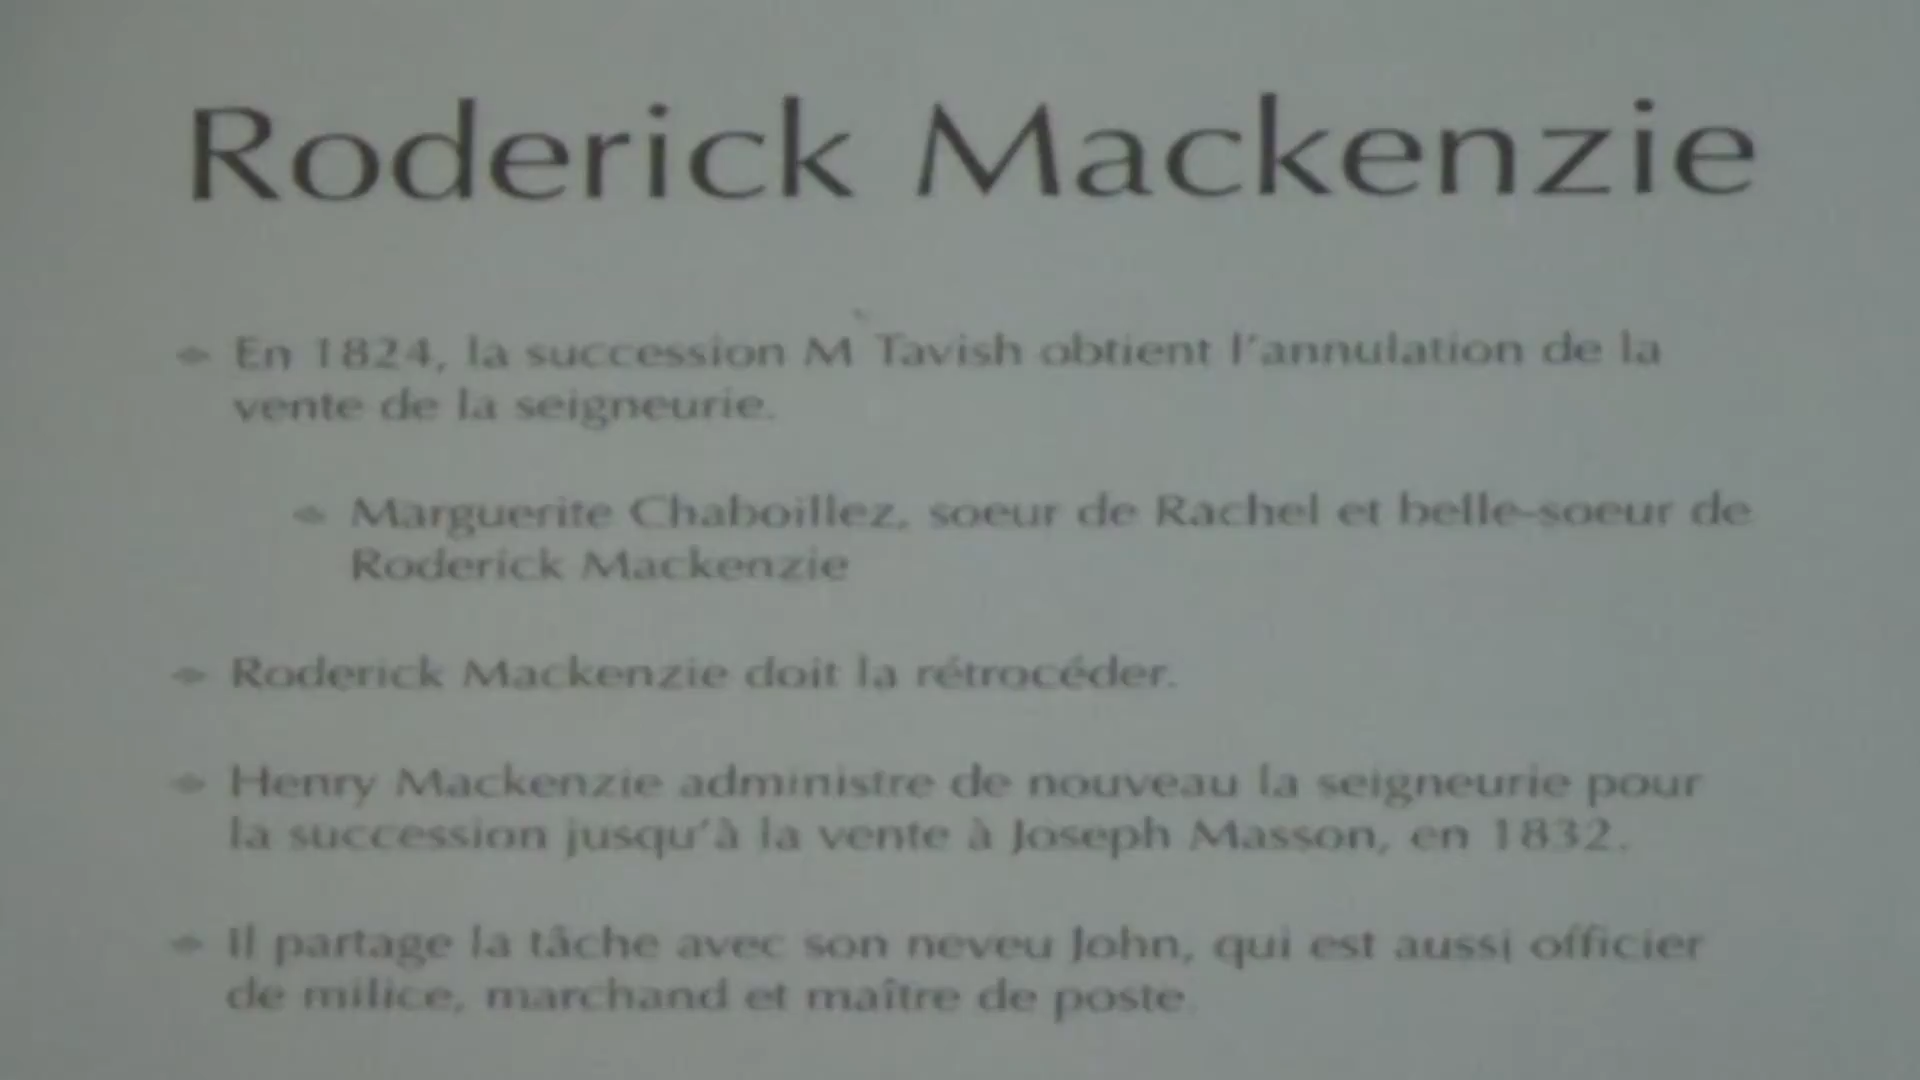 Roderick Mackenzie
En 1824, la succession M Tavish obtient l'annulation de la
vente de la seigneurie.
Marguerite Chaboillez, soeur de Rachel et belle-soeur de
Roderick Mackenzie
Roderick Mackenzie doit la rétrocéder.
Henry Mackenzie administre de nouveau la seigneurie pour
la succession jusqu'à la vente à Joseph Masson, en 1832.
Il partage la tâche avec son neveu John, qui est aussi officier
de milice, marchand et maître de poste.